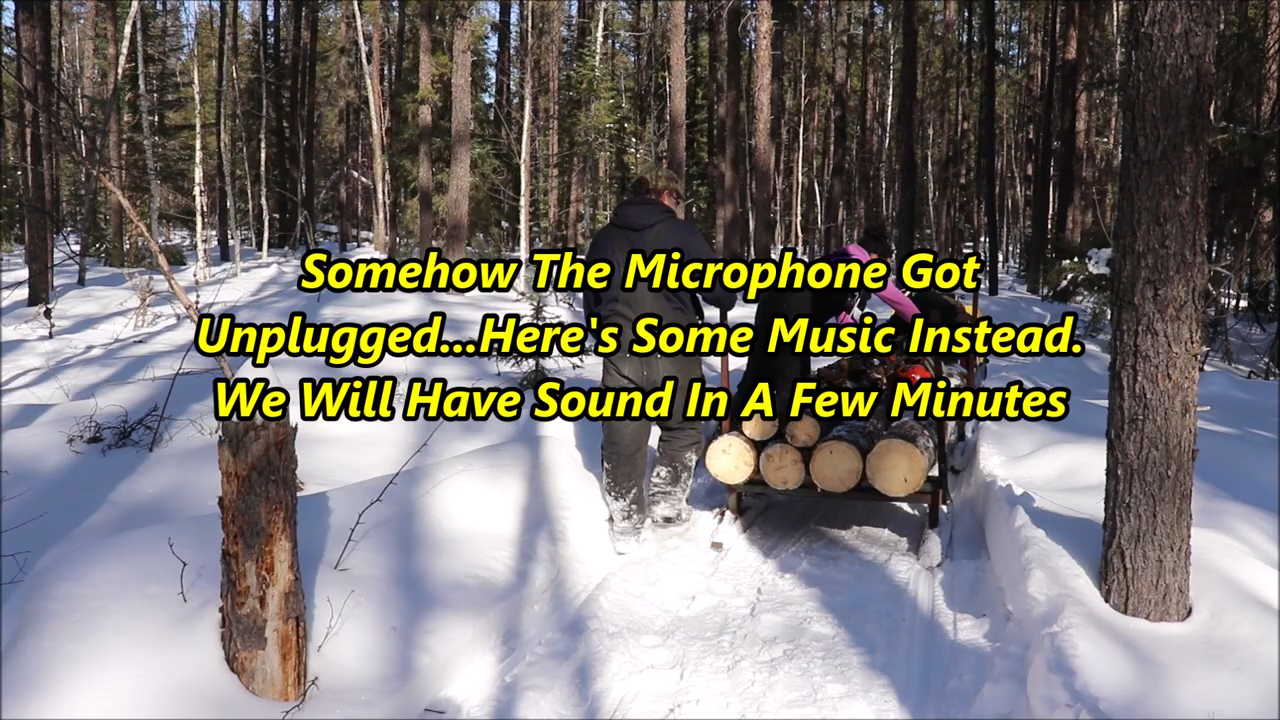 Somehow The Microphone Got
Unplugged...Here's Some Music Instead.
We Will Have Sound In A Few Minutes